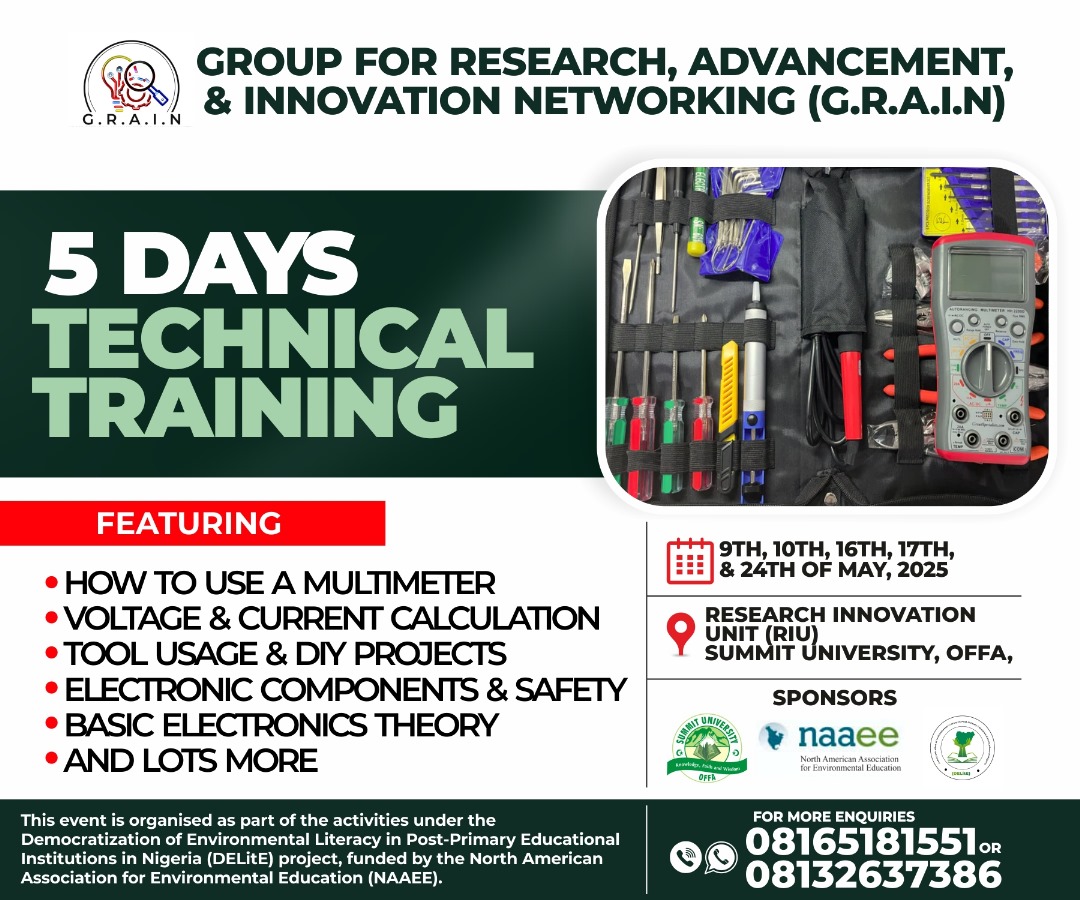 G.R.A.I.N
GROUP FOR RESEARCH, ADVANCEMENT,
& INNOVATION NETWORKING (G.R.A.I.N)
5 DAYS
TECHNICAL
TRAINING
FEATURING
• HOW TO USE A MULTIMETER
• VOLTAGE & CURRENT CALCULATION
• TOOL USAGE & DIY PROJECTS
• ELECTRONIC COMPONENTS & SAFETY
• BASIC ELECTRONICS THEORY
• AND LOTS MORE
9TH, 10TH, 16TH, 17TH,
& 24TH OF MAY, 2025
RESEARCH INNOVATION
UNIT (RIU)
SUMMIT UNIVERSITY, OFFA,
SPONSORS
SUMMIT UNIVERSITY
Knowledge, Faith and Wisdom
OFFA
naaee
North American Association
for Environmental Education
(DELitE)
This event is organised as part of the activities under the
Democratization of Environmental Literacy in Post-Primary Educational
Institutions in Nigeria (DELitE) project, funded by the North American
Association for Environmental Education (NAAEE).
FOR MORE ENQUIRIES
08165181551 OR
08132637386